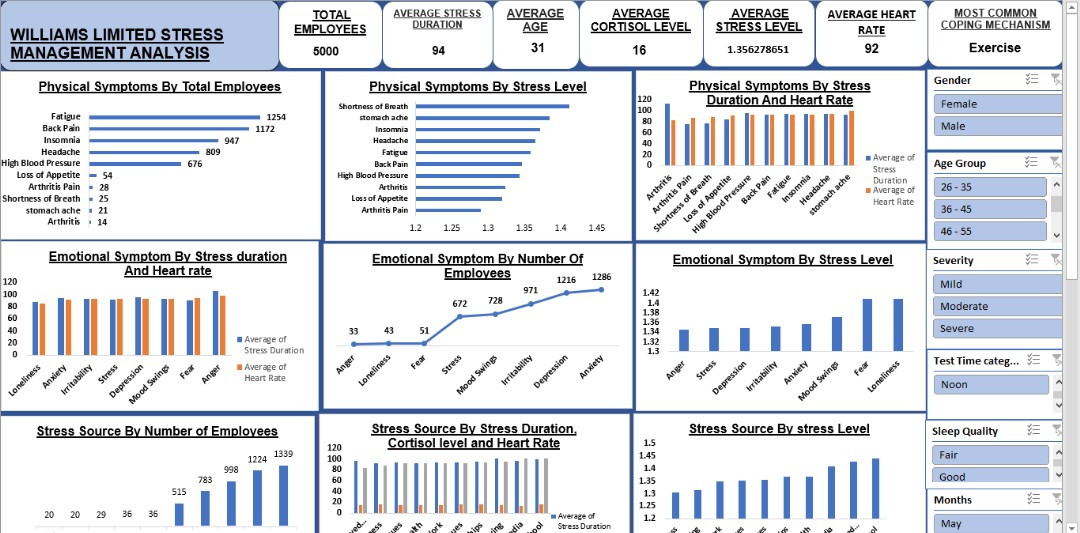 WILLIAMS LIMITED STRESS
MANAGEMENT ANALYSIS
TOTAL
EMPLOYEES
5000
AVERAGE STRESS
DURATION
94
AVERAGE
AGE
31
AVERAGE
CORTISOL LEVEL
16
AVERAGE
STRESS LEVEL
1.356278651
AVERAGE HEART
RATE
92
MOST COMMON
COPING MECHANISM
Exercise
Physical Symptoms By Total Employees
Fatigue 1254
Back Pain 1172
Insomnia 947
Headache 809
High Blood Pressure 676
Loss of Appetite 54
Arthritis Pain 28
Shortness of Breath 25
stomach ache 21
Arthritis 14
Physical Symptoms By Stress Level
Shortness of Breath
stomach ache
Insomnia
Headache
Fatigue
Back Pain
High Blood Pressure
Arthritis
Loss of Appetite
Arthritis Pain
1.2 1.25 1.3 1.35 1.4 1.45
Physical Symptoms By Stress
Duration And Heart Rate
120
100
80
60
40
20
0
Arthritis
Arthritis Pain
Shortness of Breath
Loss of Appetite
High Blood Pressure
Back Pain
Fatigue
Insomnia
Headache
stomach ache
Average of
Stress
Duration
Average of
Heart Rate
Gender
Female
Male
Age Group
26 - 35
36 - 45
46 - 55
Severity
Mild
Moderate
Severe
Test Time categ...
Noon
Sleep Quality
Fair
Good
Months
May
Emotional Symptom By Stress duration
And Heart rate
120
100
80
60
40
20
0
Loneliness
Anxiety
Irritability
Stress
Depression
Mood Swings
Fear
Anger
Average of
Stress Duration
Average of
Heart Rate
Emotional Symptom By Number Of
Employees
33 43 51 672 728 971 1216 1286
Anger
Loneliness
Fear
Stress
Mood Swings
Irritability
Depression
Anxiety
Emotional Symptom By Stress Level
1.42
1.4
1.38
1.36
1.34
1.32
1.3
Anger
Stress
Depression
Irritability
Anxiety
Mood Swings
Fear
Loneliness
Stress Source By Number of Employees
20 20 29 36 36 515 783 998 1224 1339
Stress Source By Stress Duration,
Cortisol level and Heart Rate
120
100
80
60
40
20
0
Average of
Stress Duration
Stress Source By stress Level
1.5
1.45
1.4
1.35
1.3
1.25
1.2